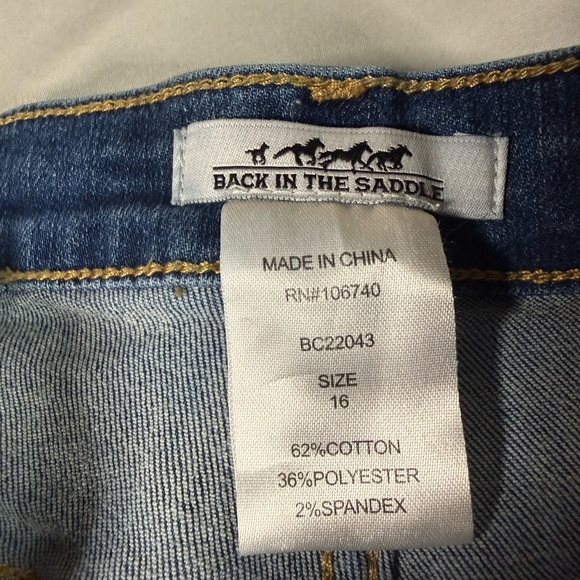 BACK IN THE SADDLE
MADE IN CHINA
RN#106740
BC22043
SIZE
16
62%COTTON
36%POLYESTER
2%SPANDEX